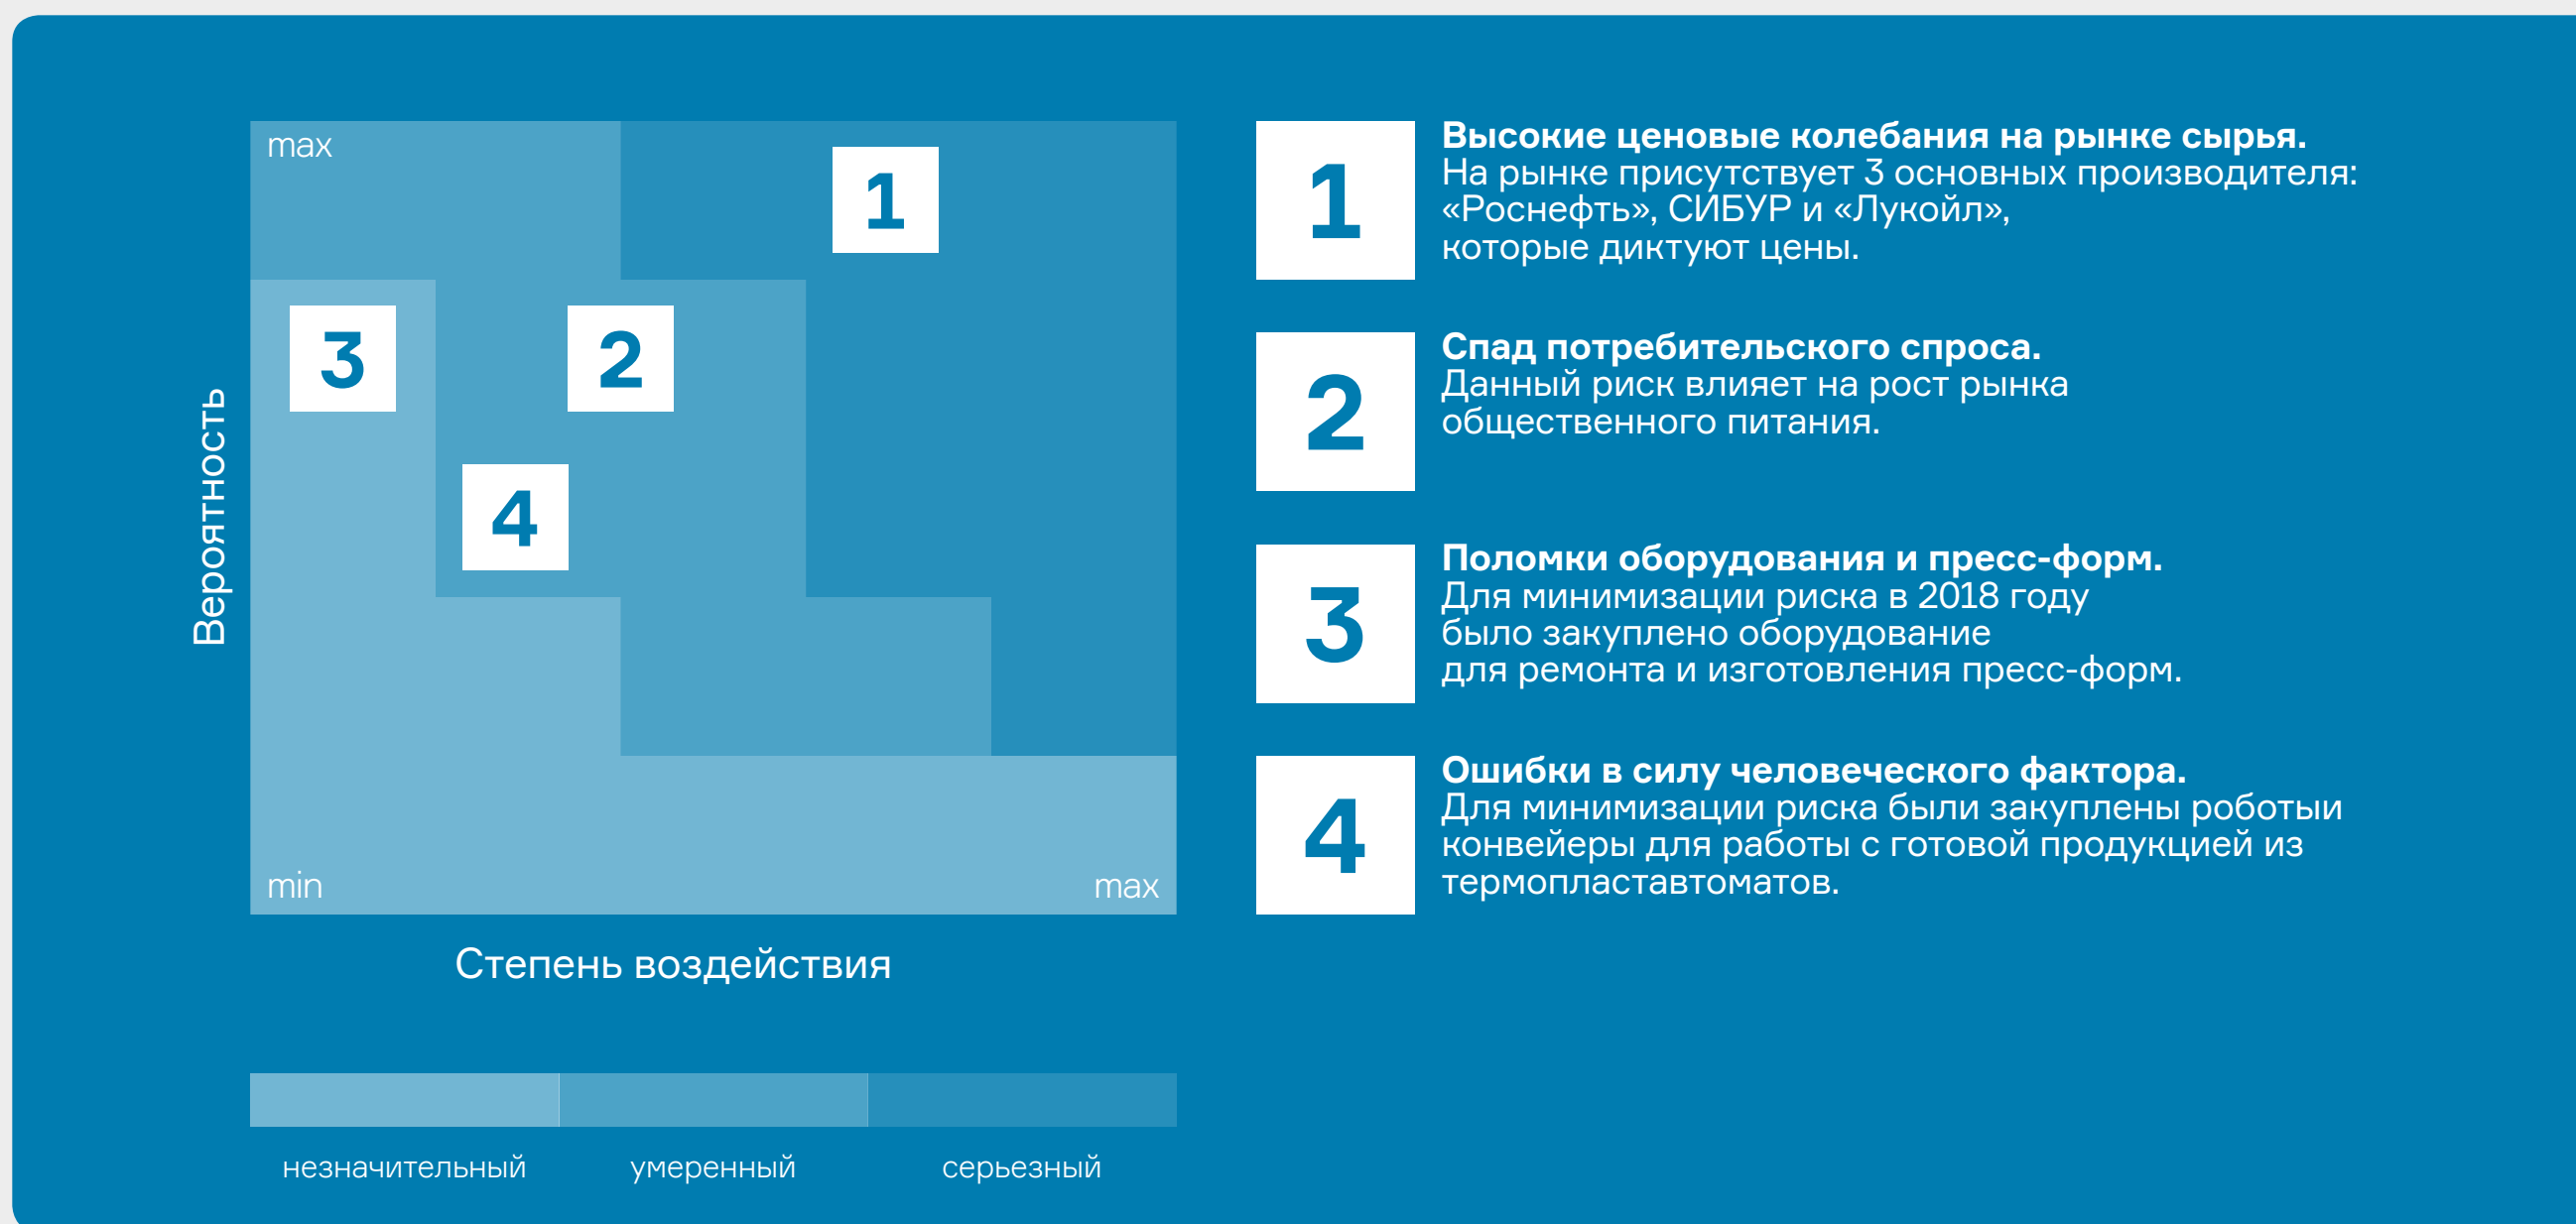 max
1
3
2
4
Вероятность
min
max
Степень воздействия
незначительный
умеренный
серьезный
1
Высокие ценовые колебания на рынке сырья.
На рынке присутствует 3 основных производителя:
«Роснефть», СИБУР и «Лукойл»,
которые диктуют цены.
2
Спад потребительского спроса.
Данный риск влияет на рост рынка
общественного питания.
3
Поломки оборудования и пресс-форм.
Для минимизации риска в 2018 году
было закуплено оборудование
для ремонта и изготовления пресс-форм.
4
Ошибки в силу человеческого фактора.
Для минимизации риска были закуплены роботыи
конвейеры для работы с готовой продукцией из
термопластавтоматов.